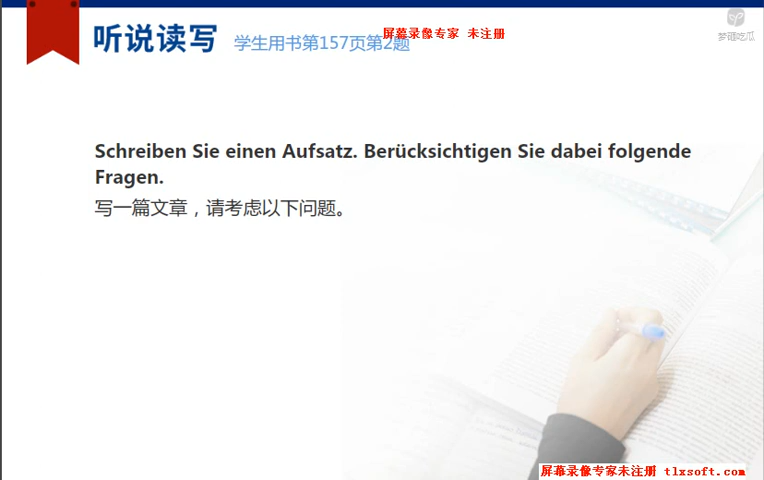 听说读写
学生用书第157页第2题
屏幕录像专家 未注册
梦砸吃瓜
Schreiben Sie einen Aufsatz. Berücksichtigen Sie dabei folgende
Fragen.
写一篇文章，请考虑以下问题。
屏幕录像专家未注册 tlxsoft.com